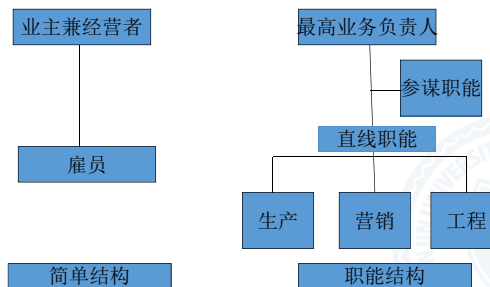 业主兼经营者
最高业务负责人
参谋职能
直线职能
雇员
生产
营销
工程
简单结构
职能结构